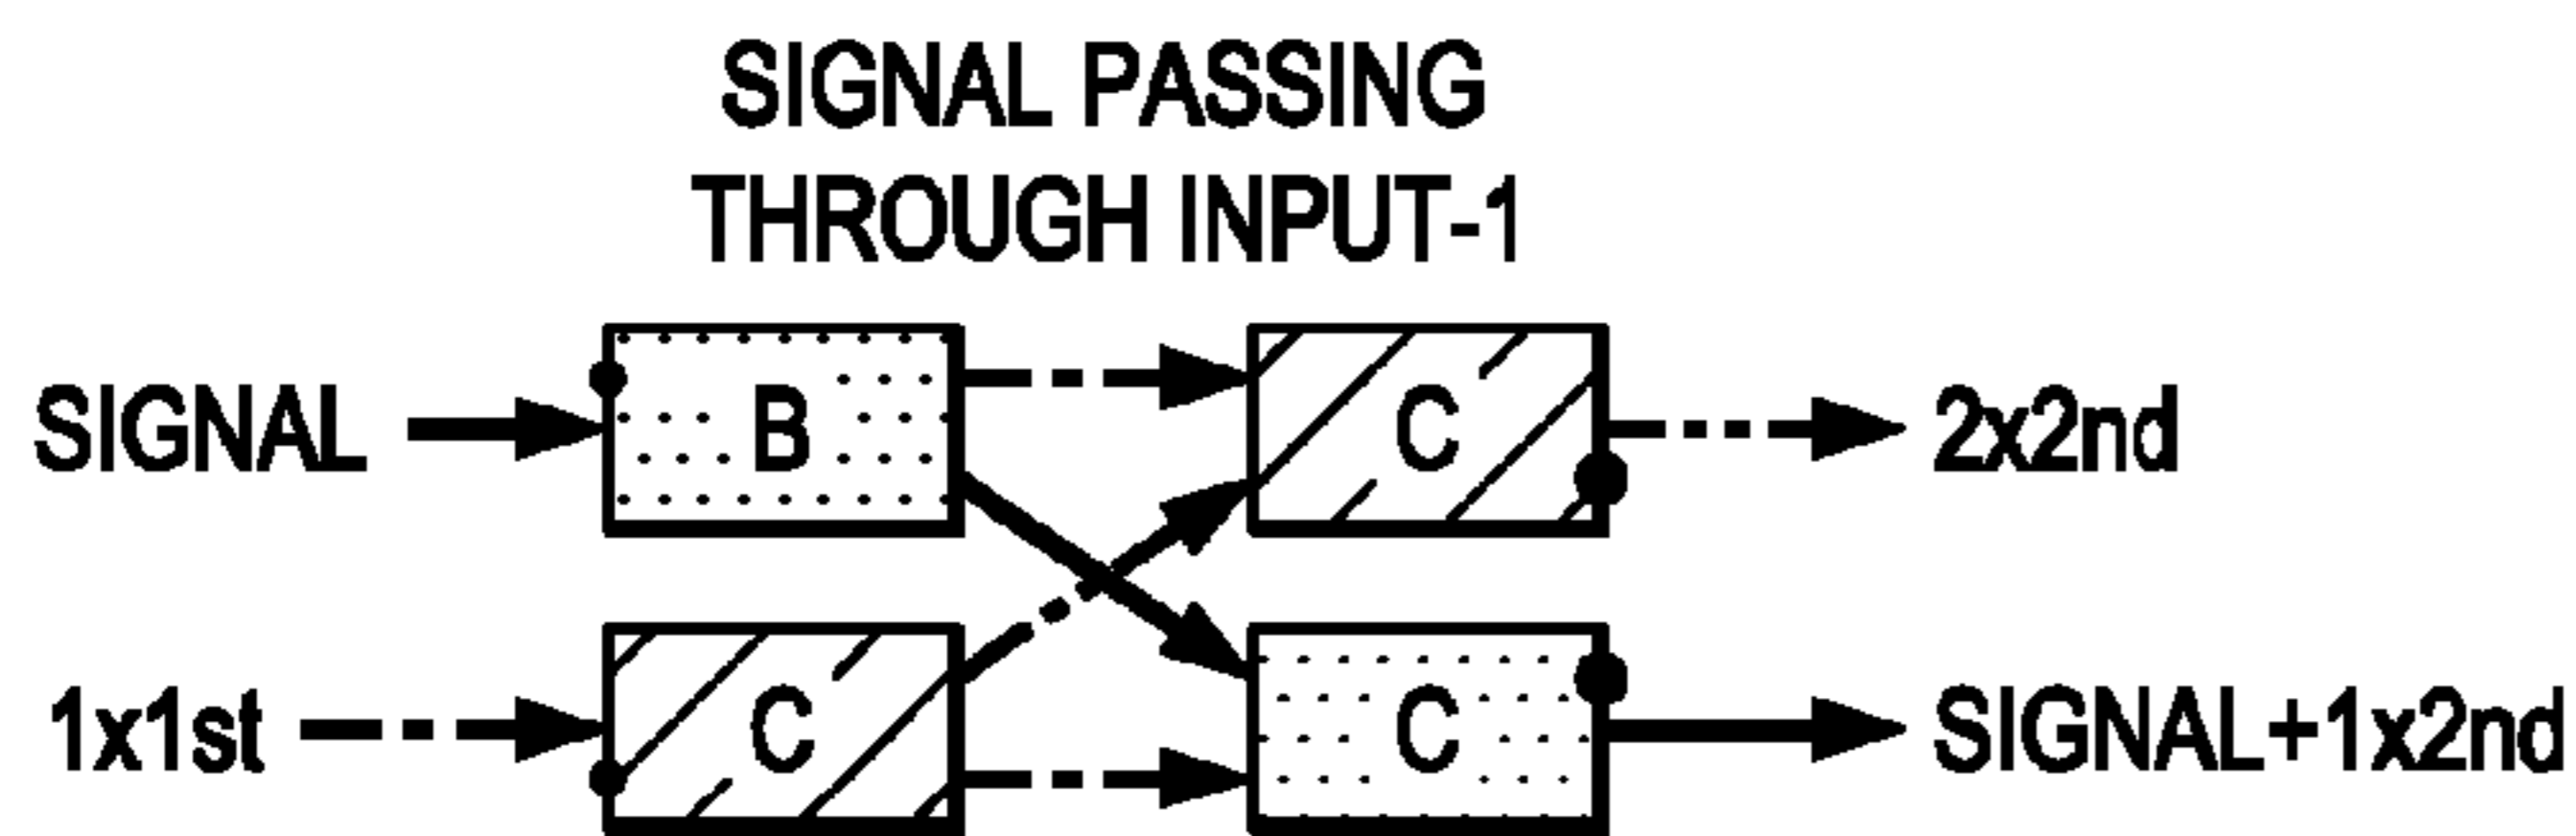 SIGNAL PASSING
THROUGH INPUT-1
SIGNAL B C 2x2nd
1x1st C C SIGNAL+1x2nd